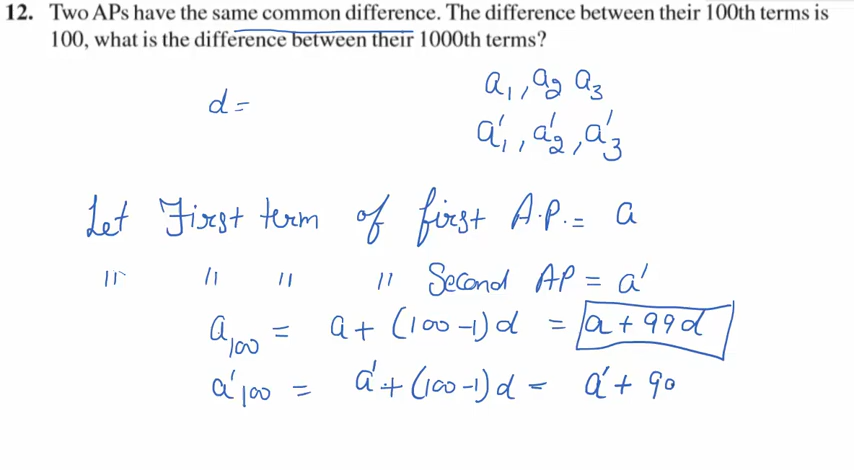 12. Two APs have the same common difference. The difference between their 100th terms is
100, what is the difference between their 1000th terms?
d =
a₁, a₂ a₃
a'₁, a'₂, a'₃
Let First term of first A.P. = a
" " " " Second AP = a'
a₁₀₀ = a + (100-1)d = a + 99d
a'₁₀₀ = a' + (100-1)d = a' + 90